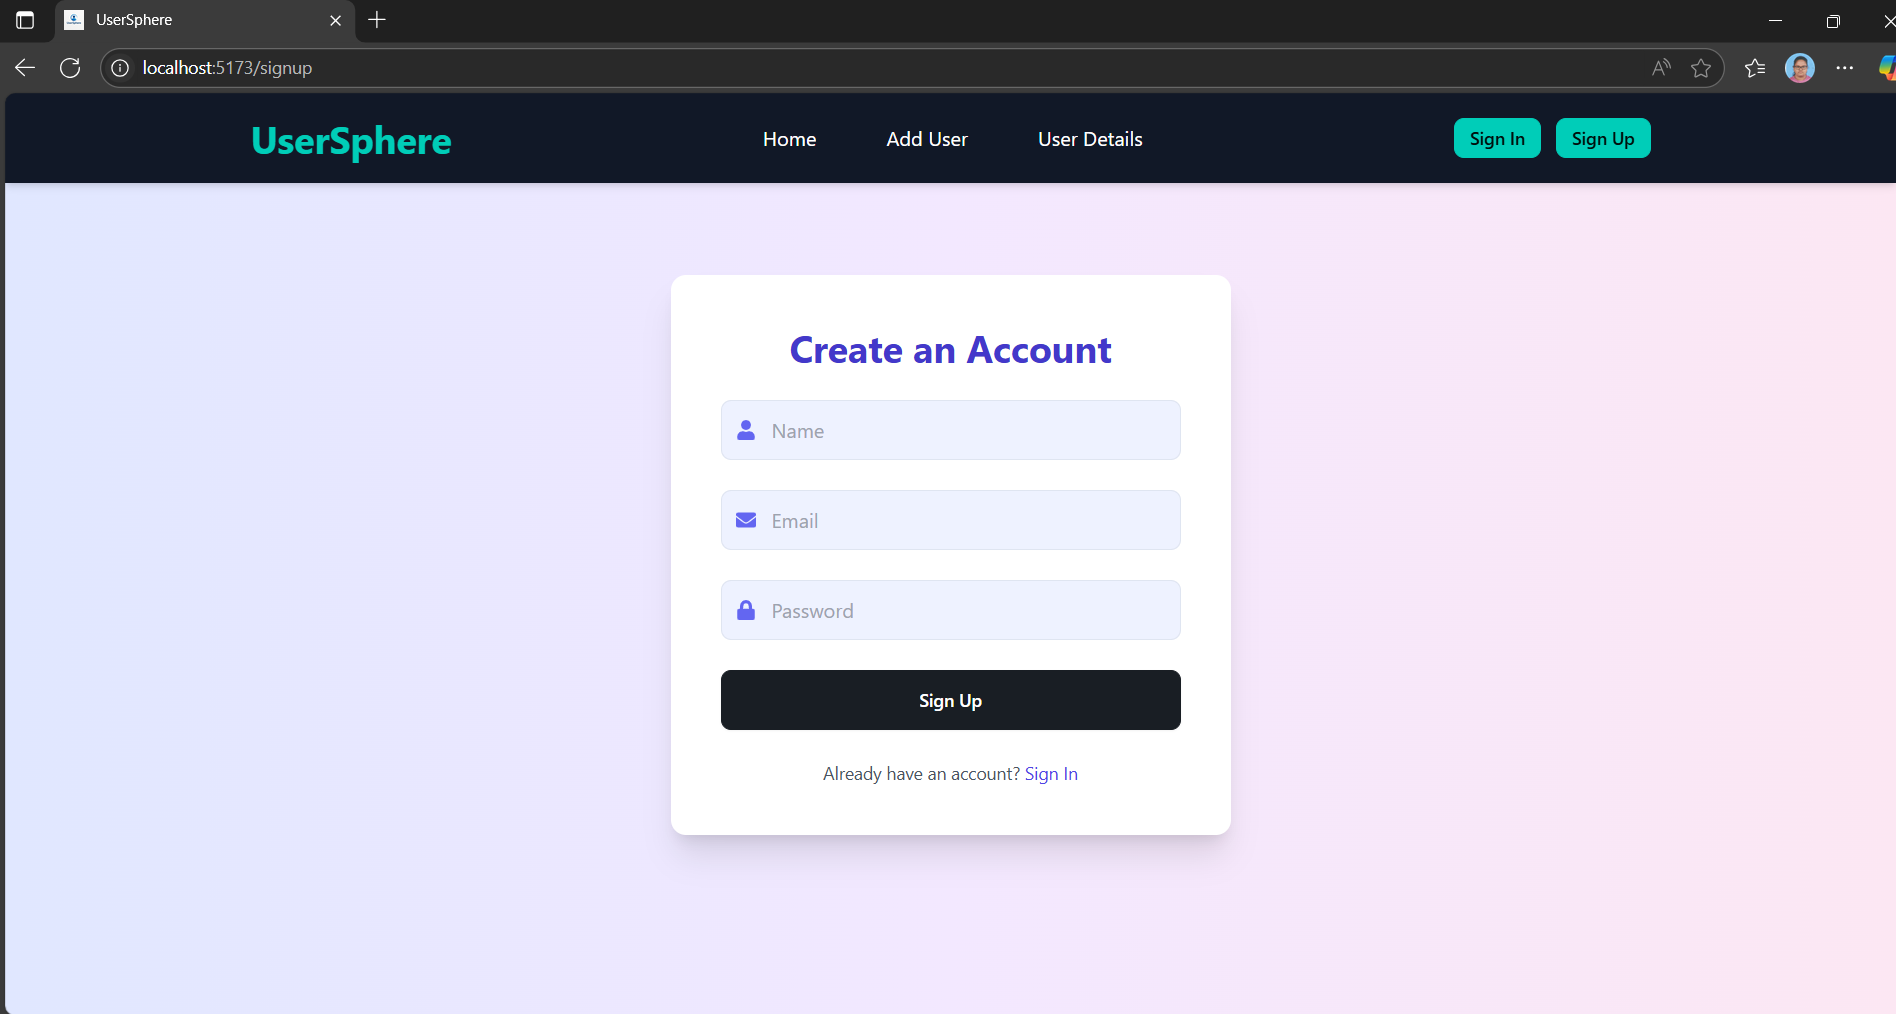 UserSphere
localhost:5173/signup
UserSphere
Home
Add User
User Details
Sign In
Sign Up
Create an Account
Name
Email
Password
Sign Up
Already have an account? Sign In